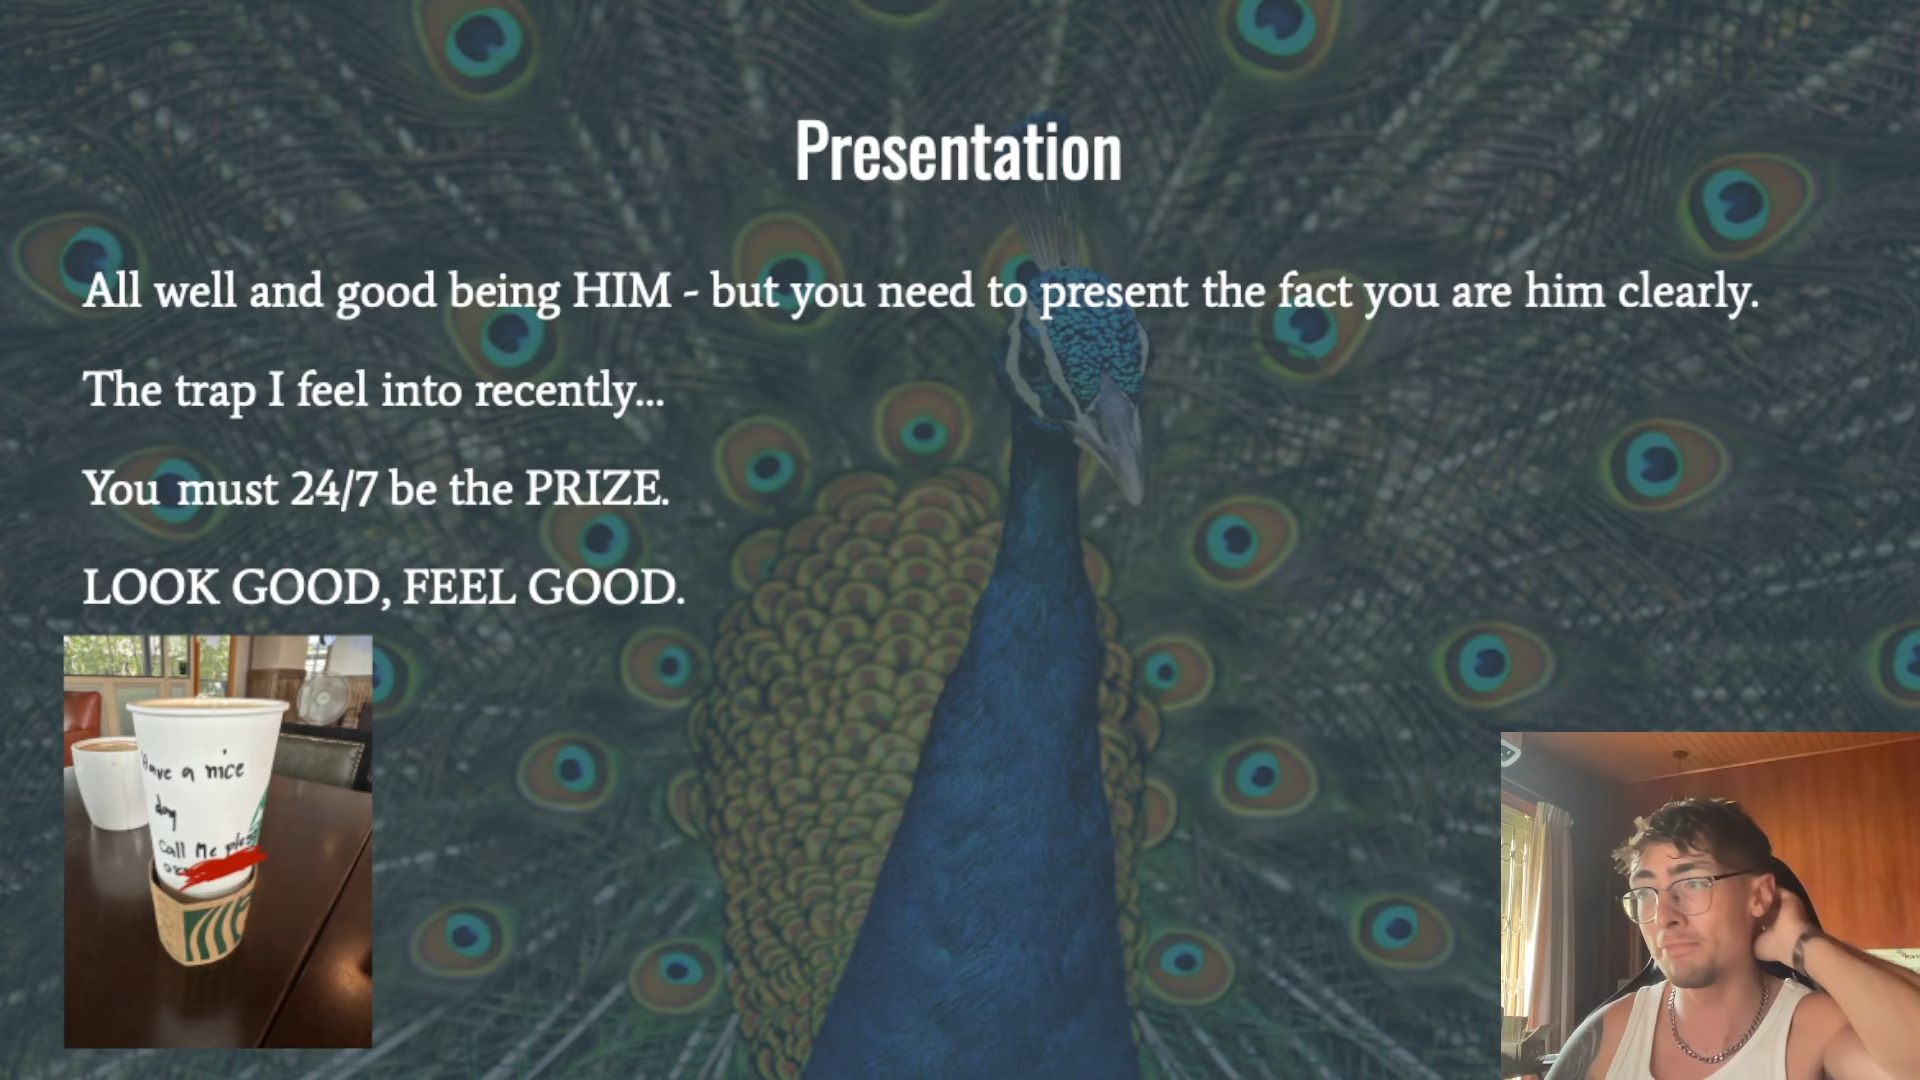 Presentation
All well and good being HIM - but you need to present the fact you are him clearly.
The trap I feel into recently...
You must 24/7 be the PRIZE.
LOOK GOOD, FEEL GOOD.
Have a nice
day
Call Me